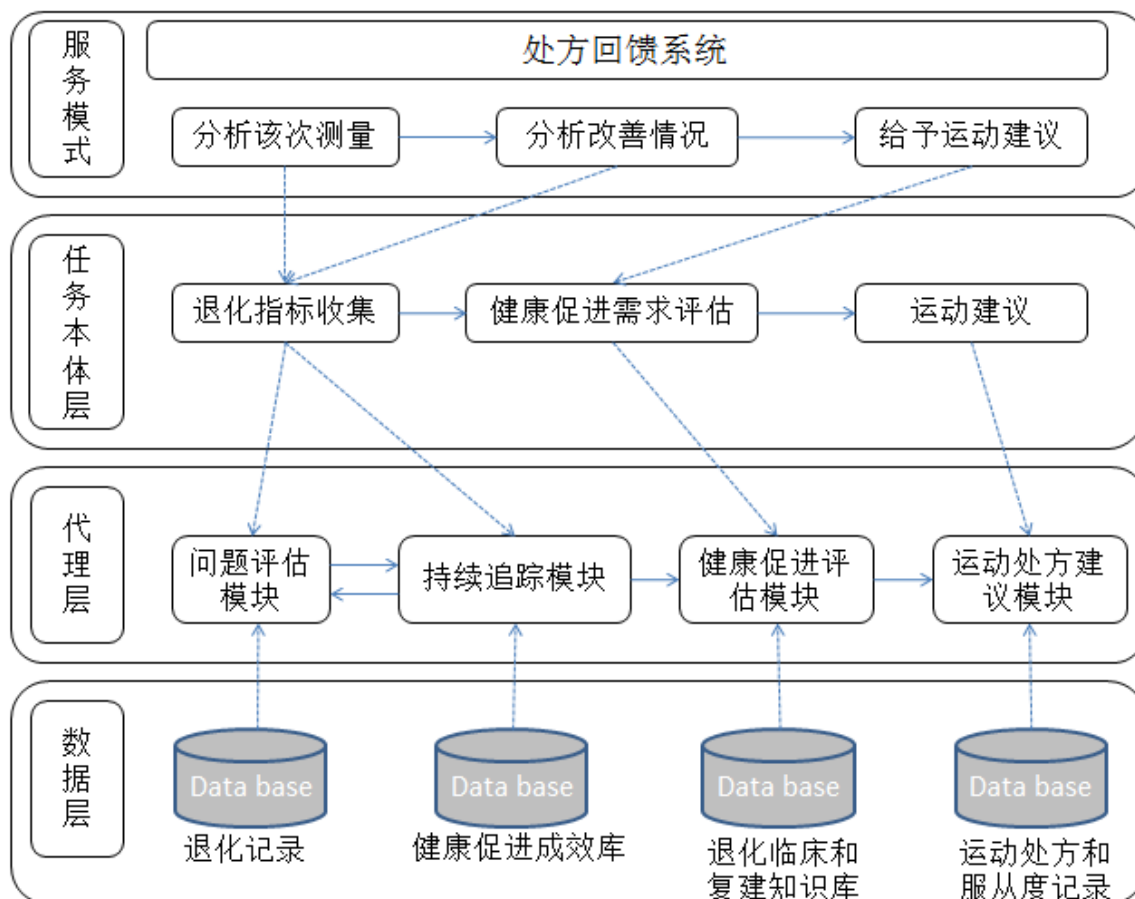 服务模式
处方回馈系统
分析该次测量
分析改善情况
给予运动建议
任务本体层
退化指标收集
健康促进需求评估
运动建议
代理层
问题评估
模块
持续追踪模块
健康促进评
估模块
运动处方建
议模块
数据层
Data base
Data base
Data base
Data base
退化记录
健康促进成效库
退化临床和
复建知识库
运动处方和
服从度记录